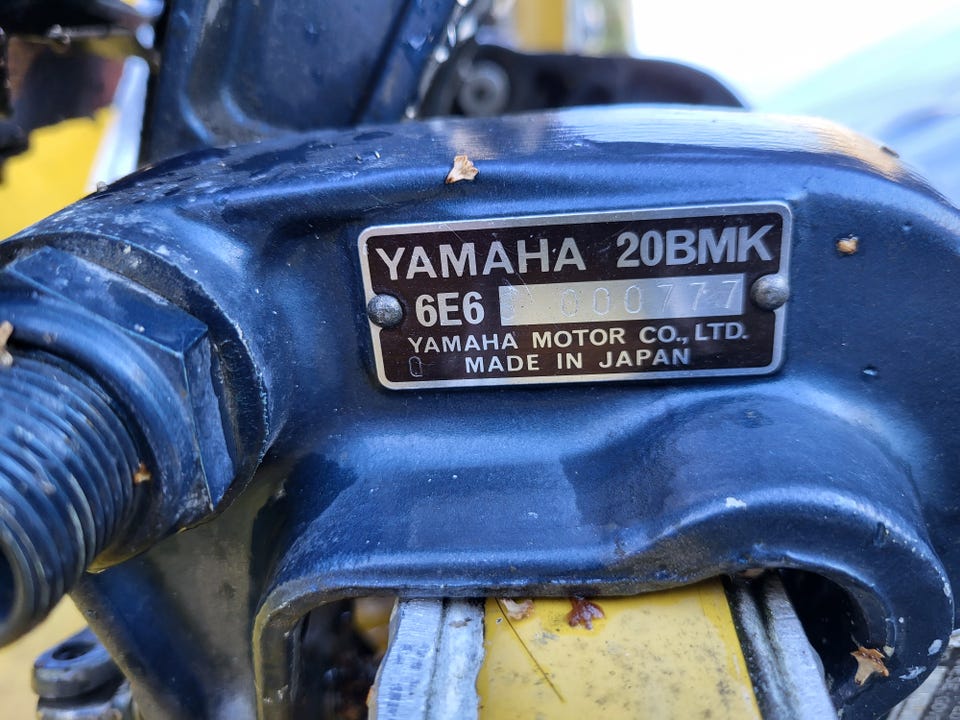 YAMAHA 20BMK
6E6 000777
YAMAHA MOTOR CO., LTD.
MADE IN JAPAN